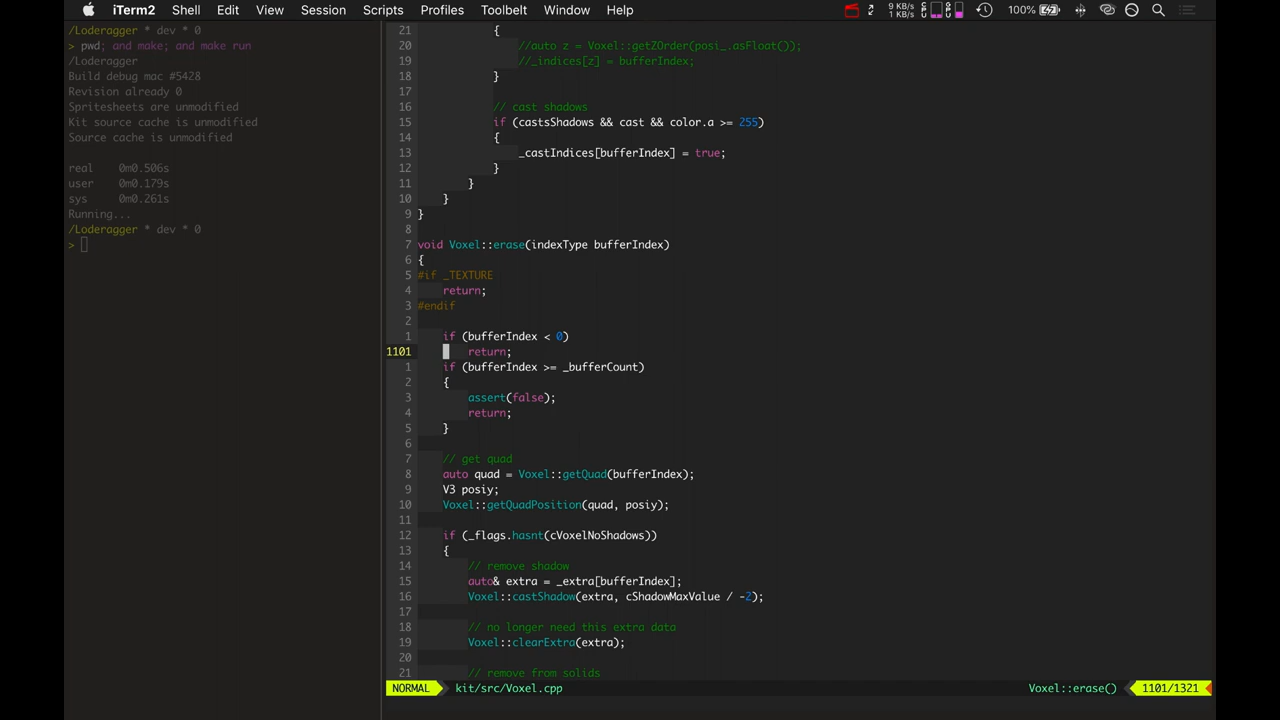 iTerm2 Shell Edit View Session Scripts Profiles Toolbelt Window Help 9 KB/s 1 KB/s 100%
/Loderagger * dev * 0
> pwd; and make; and make run
/Loderagger
Build debug mac #5428
Revision already 0
Spritesheets are unmodified
Kit source cache is unmodified
Source cache is unmodified
real 0m0.506s
user 0m0.179s
sys 0m0.261s
Running...
/Loderagger * dev * 0
>
21 {
20 //auto z = Voxel::getZOrder(posi_.asFloat());
19 //_indices[z] = bufferIndex;
18 }
17
16 // cast shadows
15 if (castsShadows && cast && color.a >= 255)
14 {
13 _castIndices[bufferIndex] = true;
12 }
11 }
10 }
9 }
8
7 void Voxel::erase(indexType bufferIndex)
6 {
5 #if _TEXTURE
4 return;
3 #endif
2
1 if (bufferIndex < 0)
1101 return;
1 if (bufferIndex >= _bufferCount)
2 {
3 assert(false);
4 return;
5 }
6
7 // get quad
8 auto quad = Voxel::getQuad(bufferIndex);
9 V3 posiy;
10 Voxel::getQuadPosition(quad, posiy);
11
12 if (_flags.hasnt(cVoxelNoShadows))
13 {
14 // remove shadow
15 auto& extra = _extra[bufferIndex];
16 Voxel::castShadow(extra, cShadowMaxValue / -2);
17
18 // no longer need this extra data
19 Voxel::clearExtra(extra);
20
21 // remove from solids
NORMAL kit/src/Voxel.cpp Voxel::erase() 1101/1321